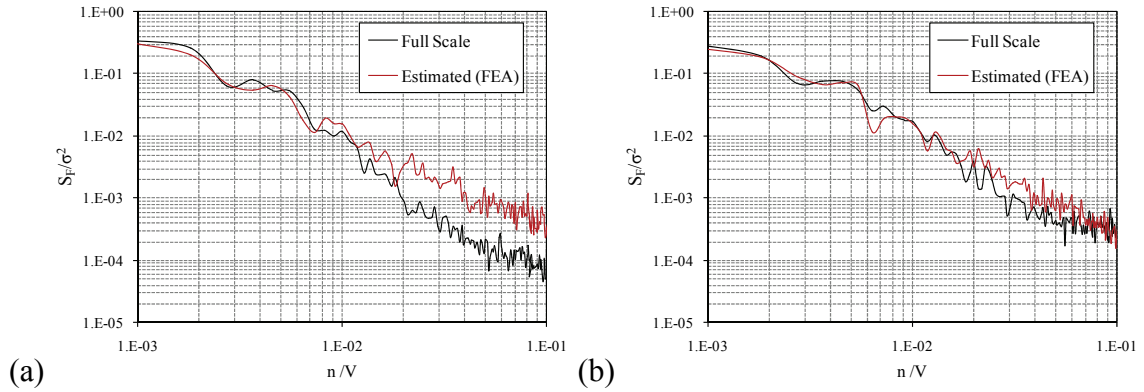 1.E+00
1.E-01
1.E-02
1.E-03
1.E-04
1.E-05
S_F/σ²
Full Scale
Estimated (FEA)
1.E-03
1.E-02
1.E-01
n /V
(a)
1.E+00
1.E-01
1.E-02
1.E-03
1.E-04
1.E-05
S_F/σ²
Full Scale
Estimated (FEA)
1.E-03
1.E-02
1.E-01
n /V
(b)